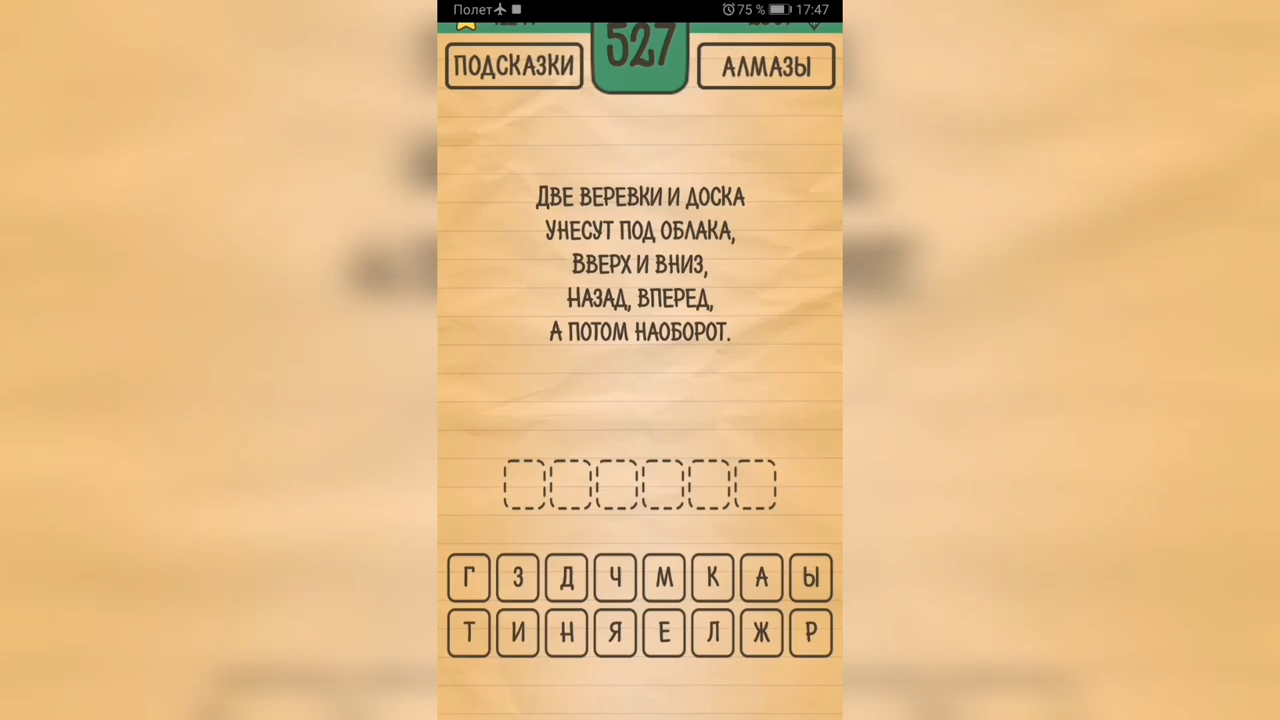 Полет 75 % 17:47
527
ПОДСКАЗКИ АЛМАЗЫ
ДВЕ ВЕРЕВКИ И ДОСКА
УНЕСУТ ПОД ОБЛАКА,
ВВЕРХ И ВНИЗ,
НАЗАД, ВПЕРЕД,
А ПОТОМ НАОБОРОТ.
Г З Д Ч М К А Ы
Т И Н Я Е Л Ж Р